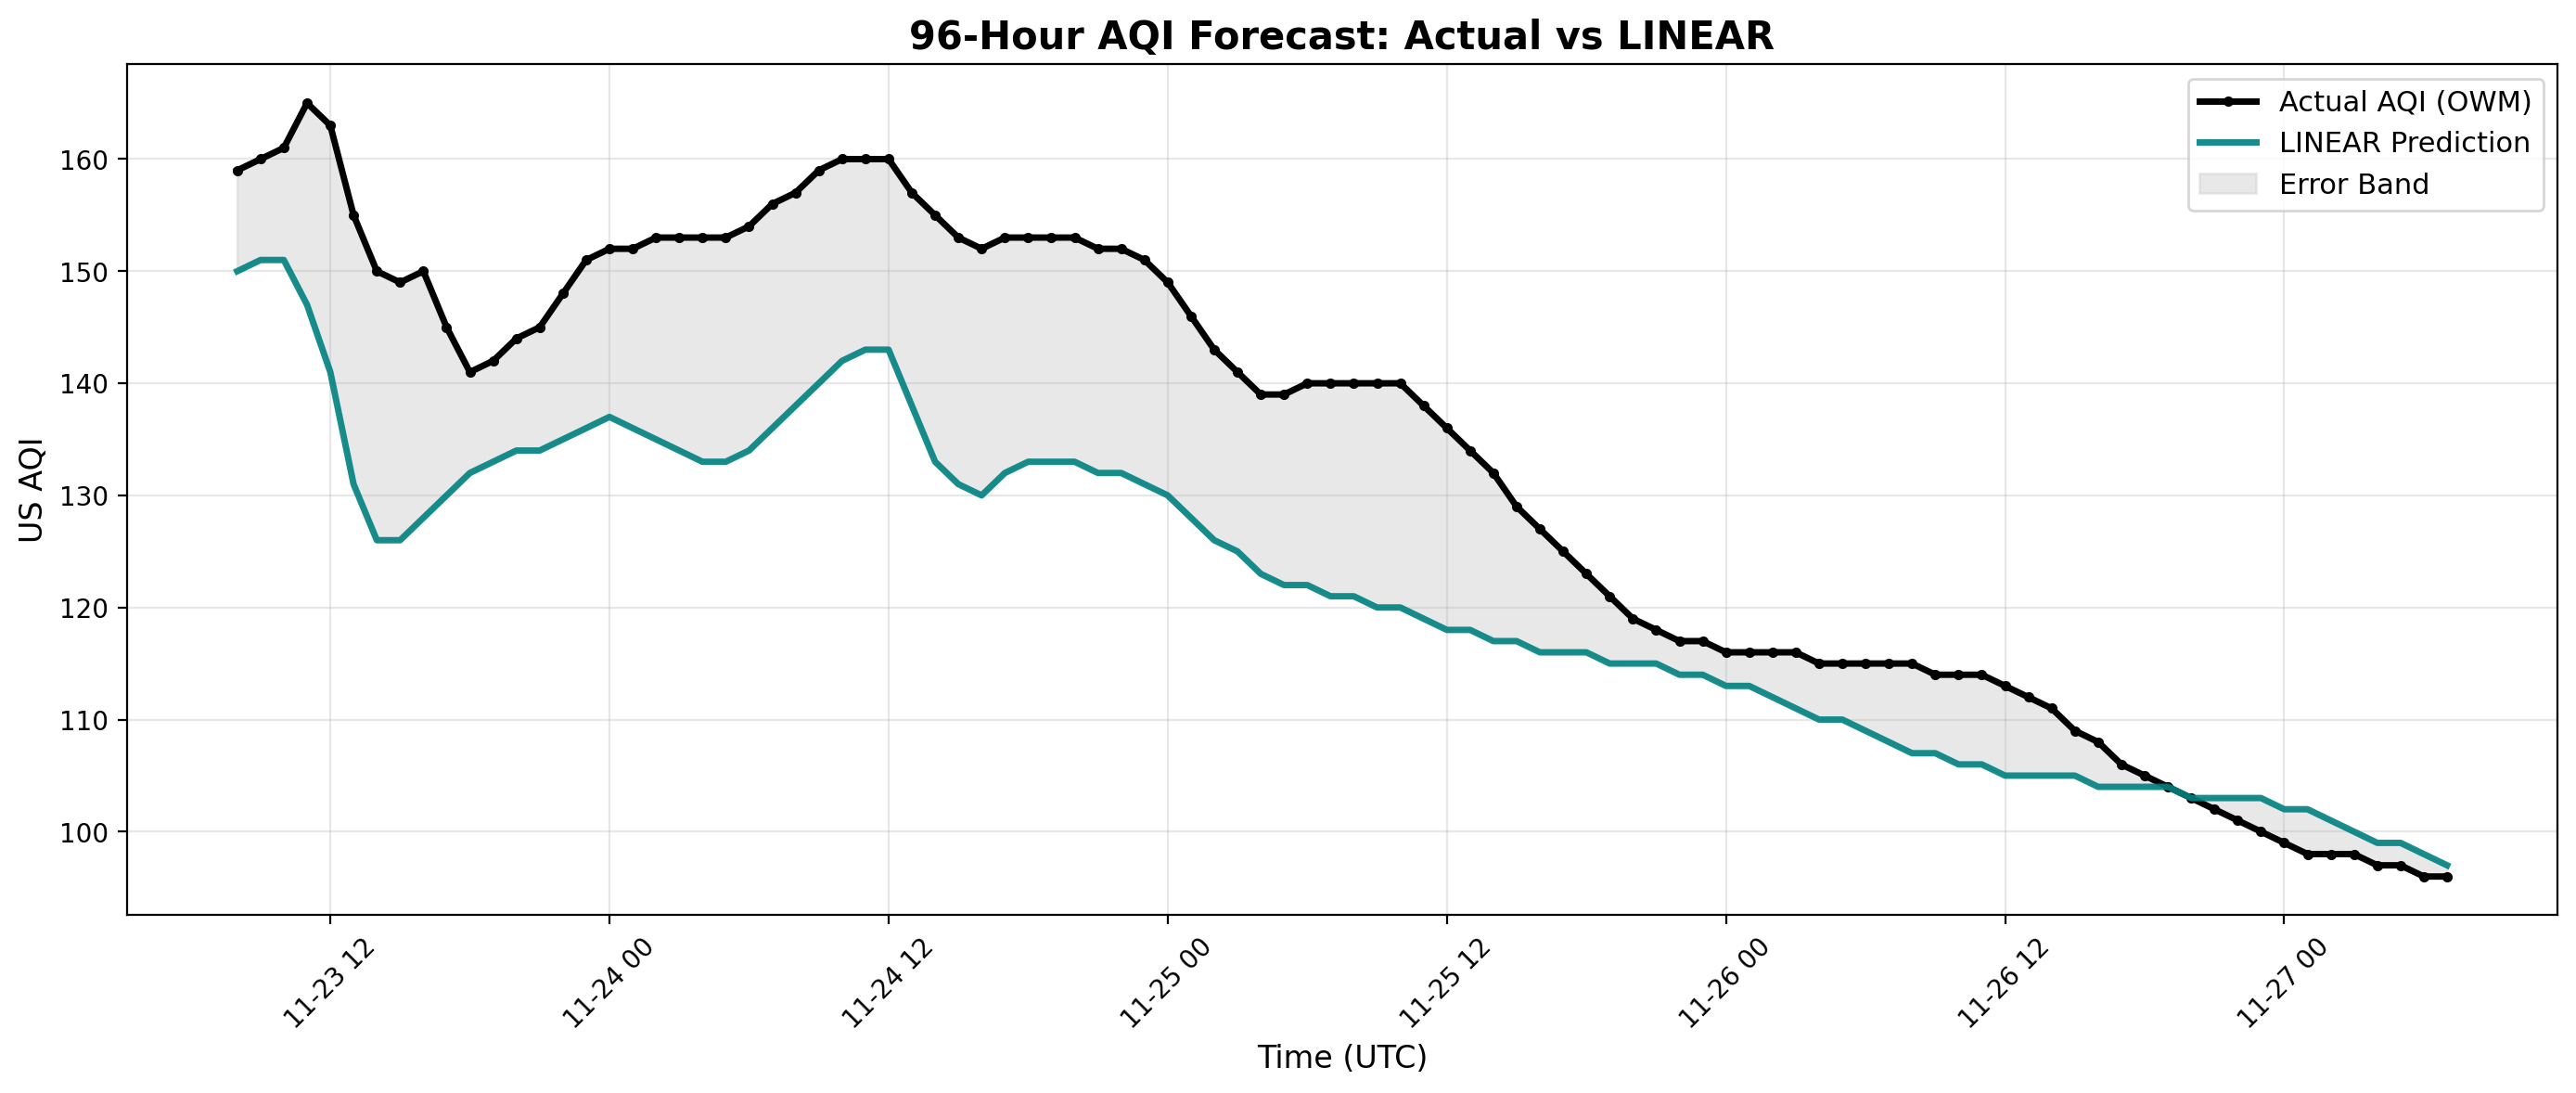 96-Hour AQI Forecast: Actual vs LINEAR
Actual AQI (OWM)
LINEAR Prediction
Error Band
US AQI
160
150
140
130
120
110
100
11-23 12
11-24 00
11-24 12
11-25 00
11-25 12
11-26 00
11-26 12
11-27 00
Time (UTC)